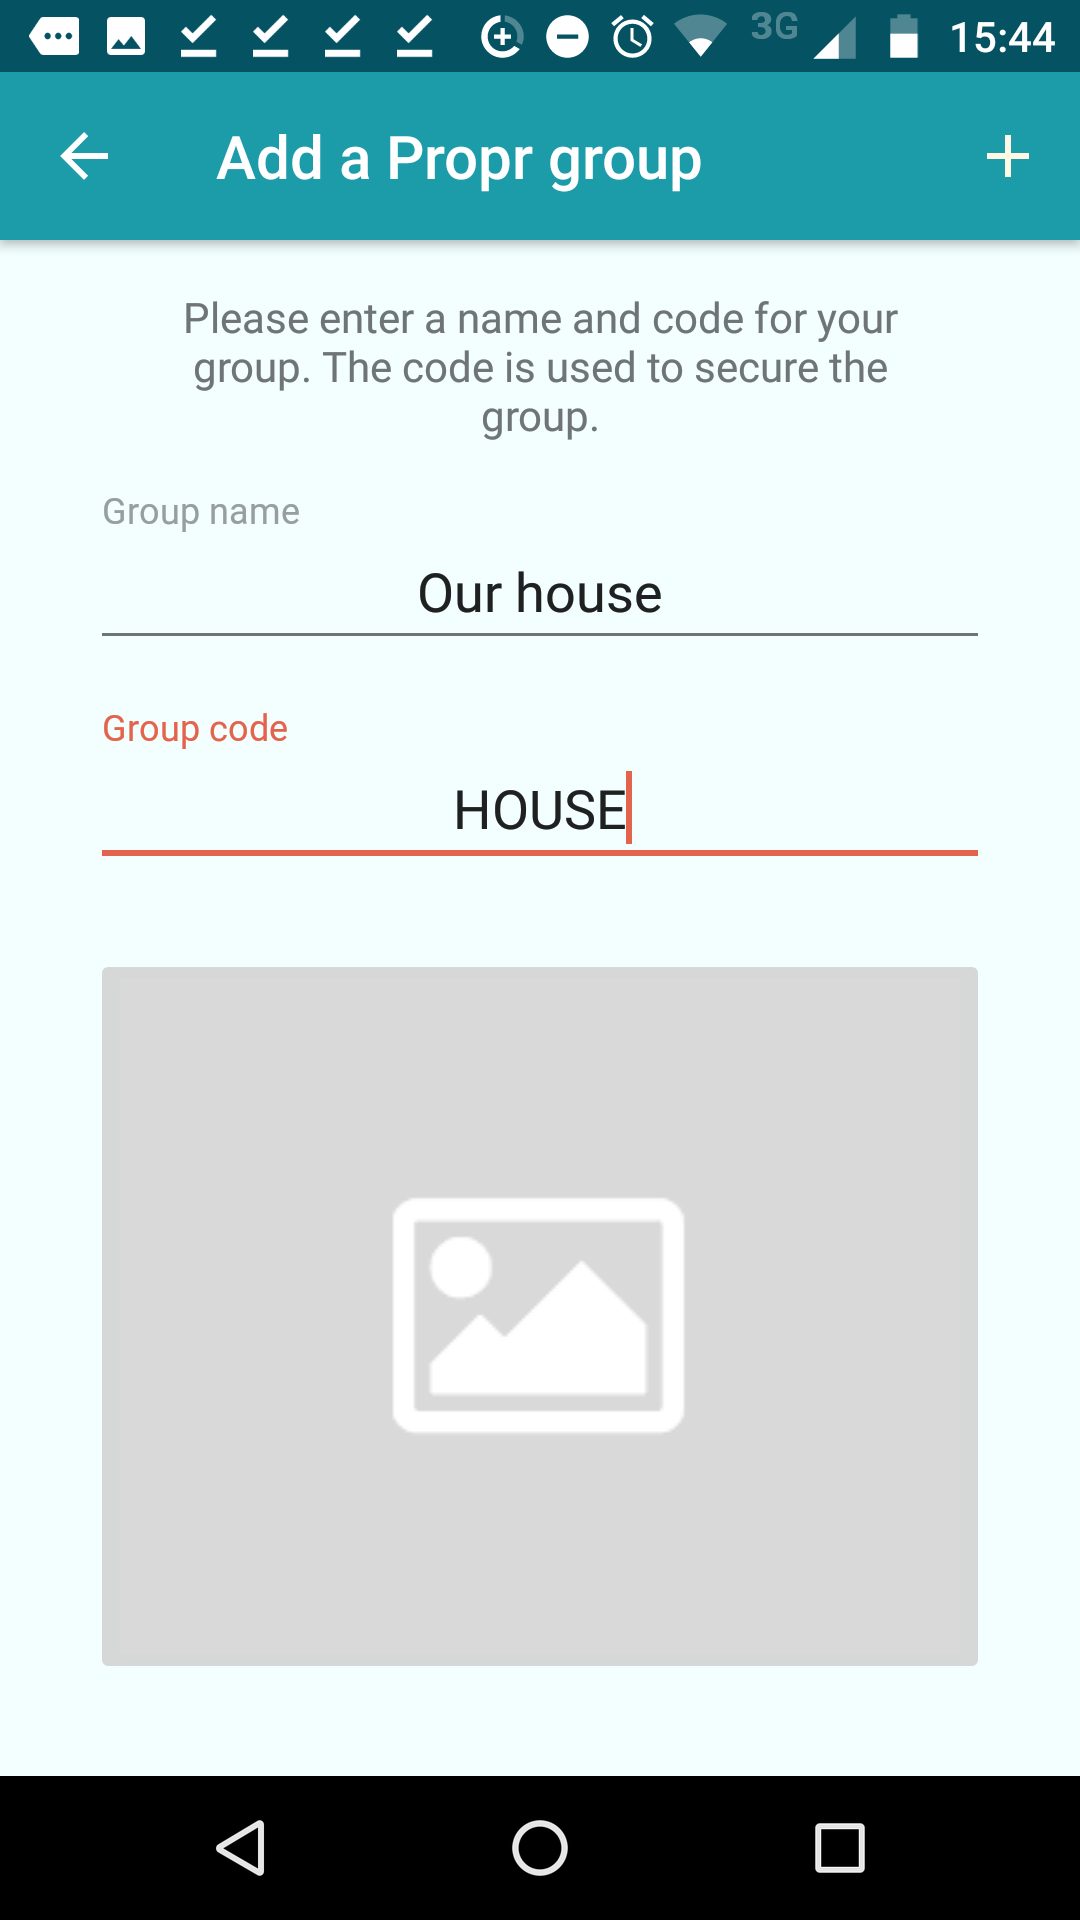 3G 15:44
Add a Propr group
Please enter a name and code for your
group. The code is used to secure the
group.
Group name
Our house
Group code
HOUSE